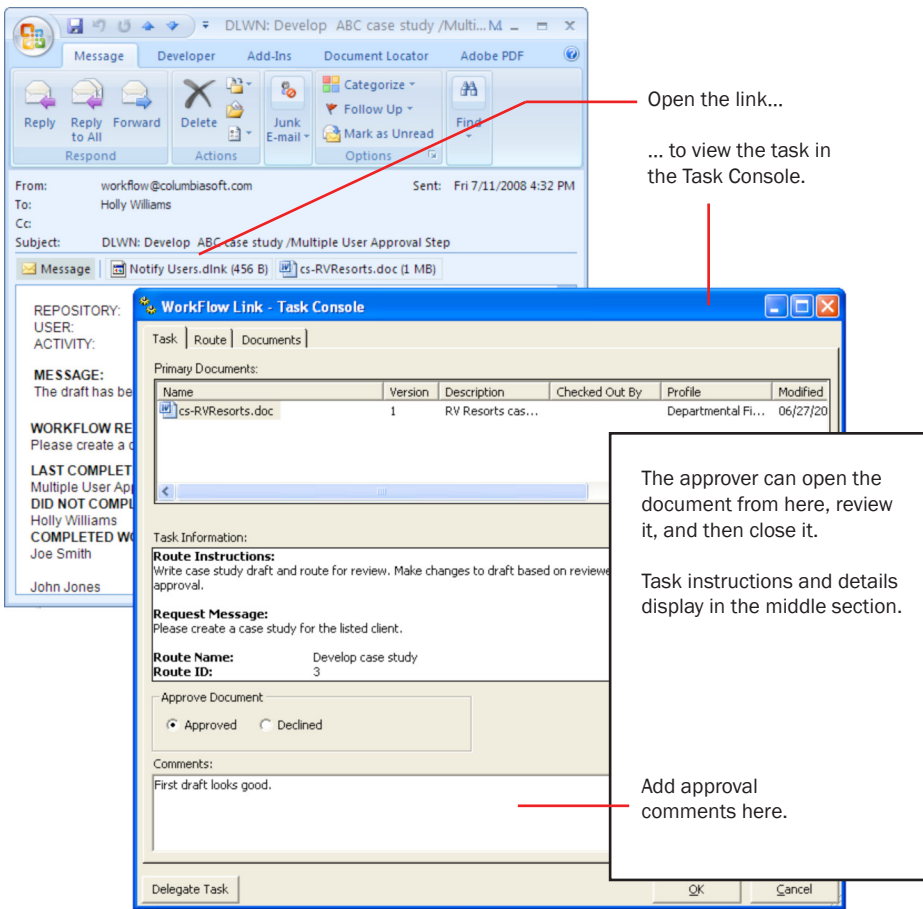 DLWN: Develop ABC case study /Multi... M
Message Developer Add-Ins Document Locator Adobe PDF
Reply
Reply to All
Forward
Respond
Delete
Actions
Junk E-mail
Categorize
Follow Up
Mark as Unread
Options
Find
Open the link...
... to view the task in
the Task Console.
From: workflow@columbiasoft.com Sent: Fri 7/11/2008 4:32 PM
To: Holly Williams
Cc:
Subject: DLWN: Develop ABC case study /Multiple User Approval Step
Message Notify Users.dlnk (456 B) cs-RVResorts.doc (1 MB)
REPOSITORY:
USER:
ACTIVITY:
MESSAGE:
The draft has be
WORKFLOW RE
Please create a c
LAST COMPLET
Multiple User App
DID NOT COMPL
Holly Williams
COMPLETED WO
Joe Smith
John Jones
WorkFlow Link - Task Console
Task Route Documents
Primary Documents:
Name Version Description Checked Out By Profile Modified
cs-RVResorts.doc 1 RV Resorts cas... Departmental Fi... 06/27/20
Task Information:
Route Instructions:
Write case study draft and route for review. Make changes to draft based on reviewe
approval.
Request Message:
Please create a case study for the listed client.
Route Name: Develop case study
Route ID: 3
Approve Document
Approved Declined
Comments:
First draft looks good.
Delegate Task OK Cancel
The approver can open the
document from here, review
it, and then close it.
Task instructions and details
display in the middle section.
Add approval
comments here.